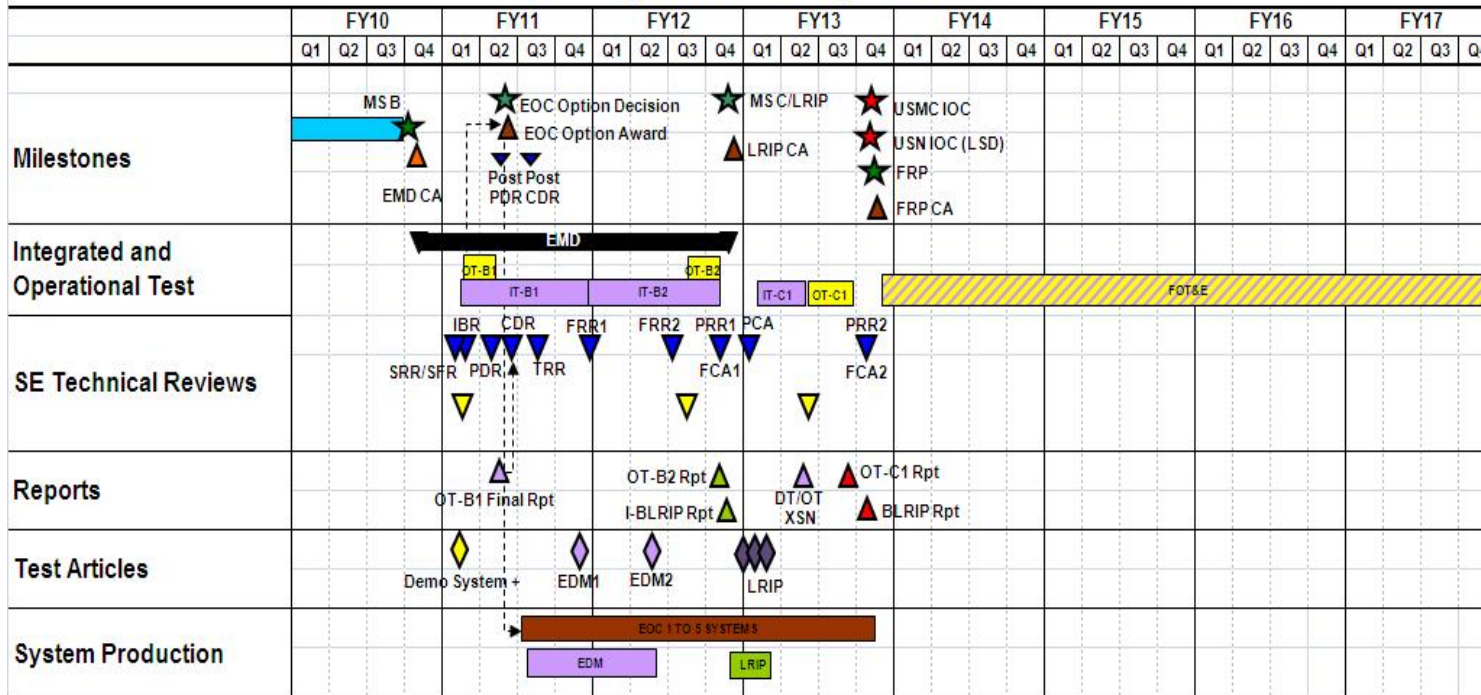 FY10 FY11 FY12 FY13 FY14 FY15 FY16 FY17
Q1 Q2 Q3 Q4 Q1 Q2 Q3 Q4 Q1 Q2 Q3 Q4 Q1 Q2 Q3 Q4 Q1 Q2 Q3 Q4 Q1 Q2 Q3 Q4 Q1 Q2 Q3 Q4 Q1 Q2 Q3
Milestones
MS B
EOC Option Decision
EOC Option Award
MS C/LRIP
USMC IOC
USN IOC (LSD)
LRIP CA
FRP
FRP CA
EMD CA
Post Post
PDR CDR
Integrated and
Operational Test
EMD
OT-B1
OT-B2
IT-B1
IT-B2
IT-C1
OT-C1
FOT&E
SE Technical Reviews
IBR
CDR
FRR1
FRR2
PRR1
PCA
PRR2
SRR/SFR
PDR
TRR
FCA1
FCA2
Reports
OT-B1 Final Rpt
OT-B2 Rpt
I-BLRIP Rpt
DT/OT
XSN
OT-C1 Rpt
BLRIP Rpt
Test Articles
Demo System +
EDM1
EDM2
LRIP
System Production
EOC 1 TO 5 SYSTEMS
EDM
LRIP